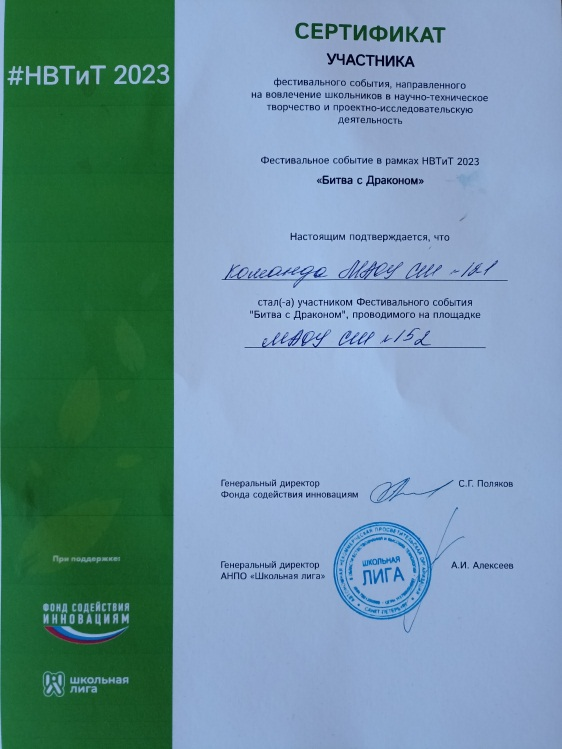 #НВТиТ 2023
СЕРТИФИКАТ
УЧАСТНИКА
фестивального события, направленного
на вовлечение школьников в научно-техническое
творчество и проектно-исследовательскую
деятельность
Фестивальное событие в рамках НВТиТ 2023
«Битва с Драконом»
Настоящим подтверждается, что
команда МАОУ СШ №121
стал(-а) участником Фестивального события
"Битва с Драконом", проводимого на площадке
МАОУ СШ №152
Генеральный директор
Фонда содействия инновациям
С.Г. Поляков
Генеральный директор
АНПО «Школьная лига»
А.И. Алексеев
ШКОЛЬНАЯ
ЛИГА
САНКТ-ПЕТЕРБУРГ
При поддержке:
ФОНД СОДЕЙСТВИЯ
ИННОВАЦИЯМ
школьная
лига